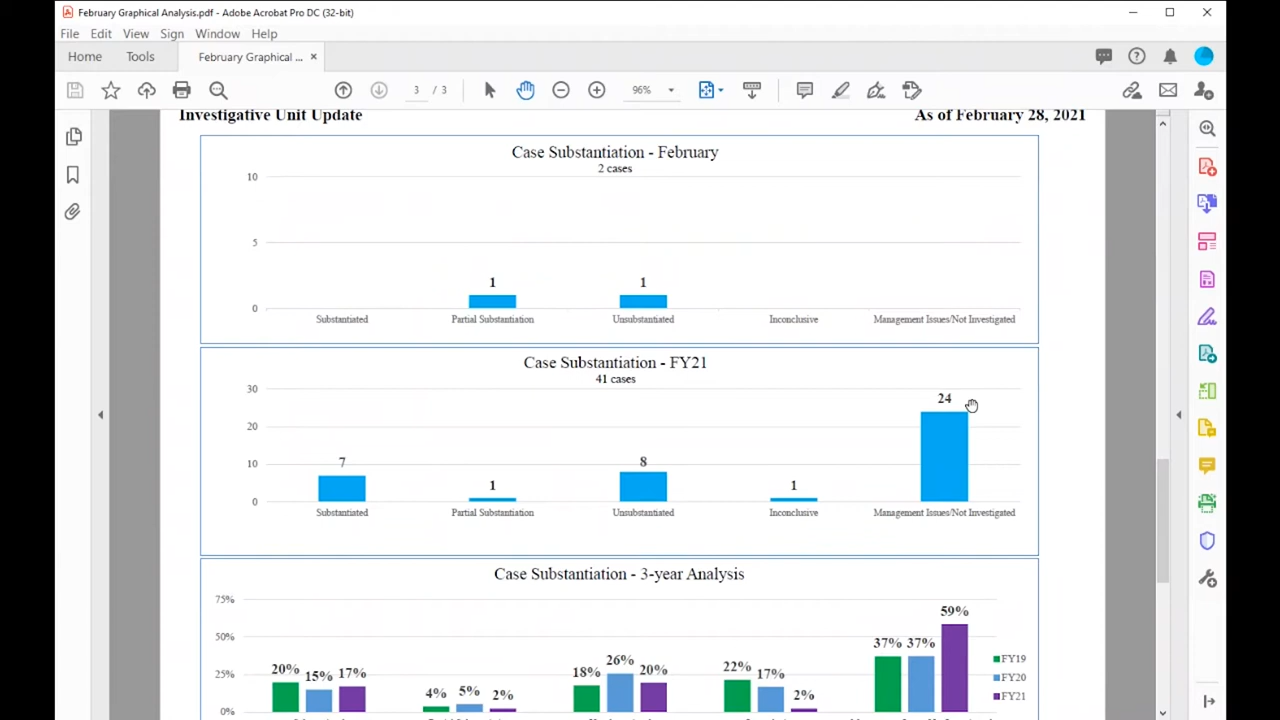 February Graphical Analysis.pdf - Adobe Acrobat Pro DC (32-bit)
File Edit View Sign Window Help
Home Tools February Graphical ... ×
3 / 3 96%
Investigative Unit Update As of February 28, 2021
Case Substantiation - February
2 cases
10
5
0
1 1
Substantiated Partial Substantiation Unsubstantiated Inconclusive Management Issues/Not Investigated
Case Substantiation - FY21
41 cases
30
20
10
0
7 1 8 1 24
Substantiated Partial Substantiation Unsubstantiated Inconclusive Management Issues/Not Investigated
Case Substantiation - 3-year Analysis
75%
50%
25%
0%
20% 15% 17% 4% 5% 2% 18% 26% 20% 22% 17% 2% 37% 37% 59%
FY19
FY20
FY21